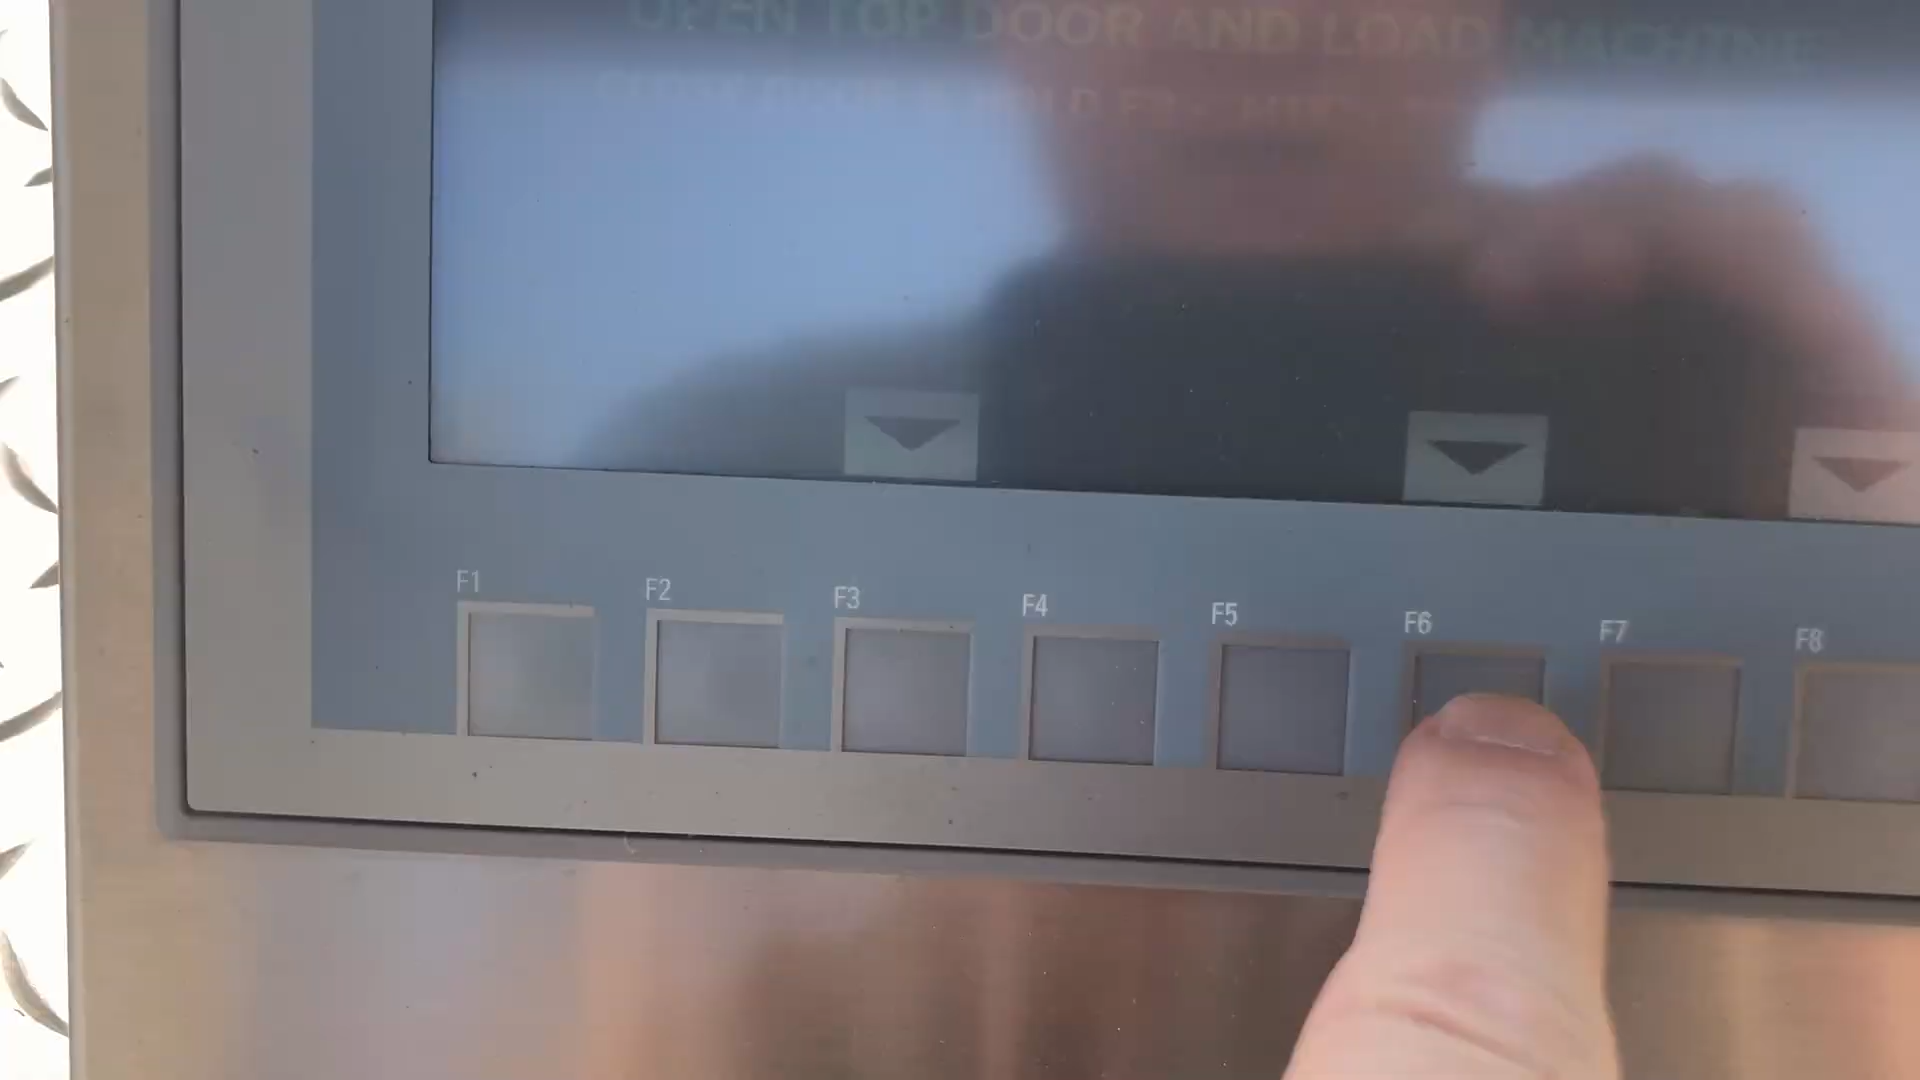 OPEN TOP DOOR AND LOAD MACHINE
F1 F2 F3 F4 F5 F6 F7 F8